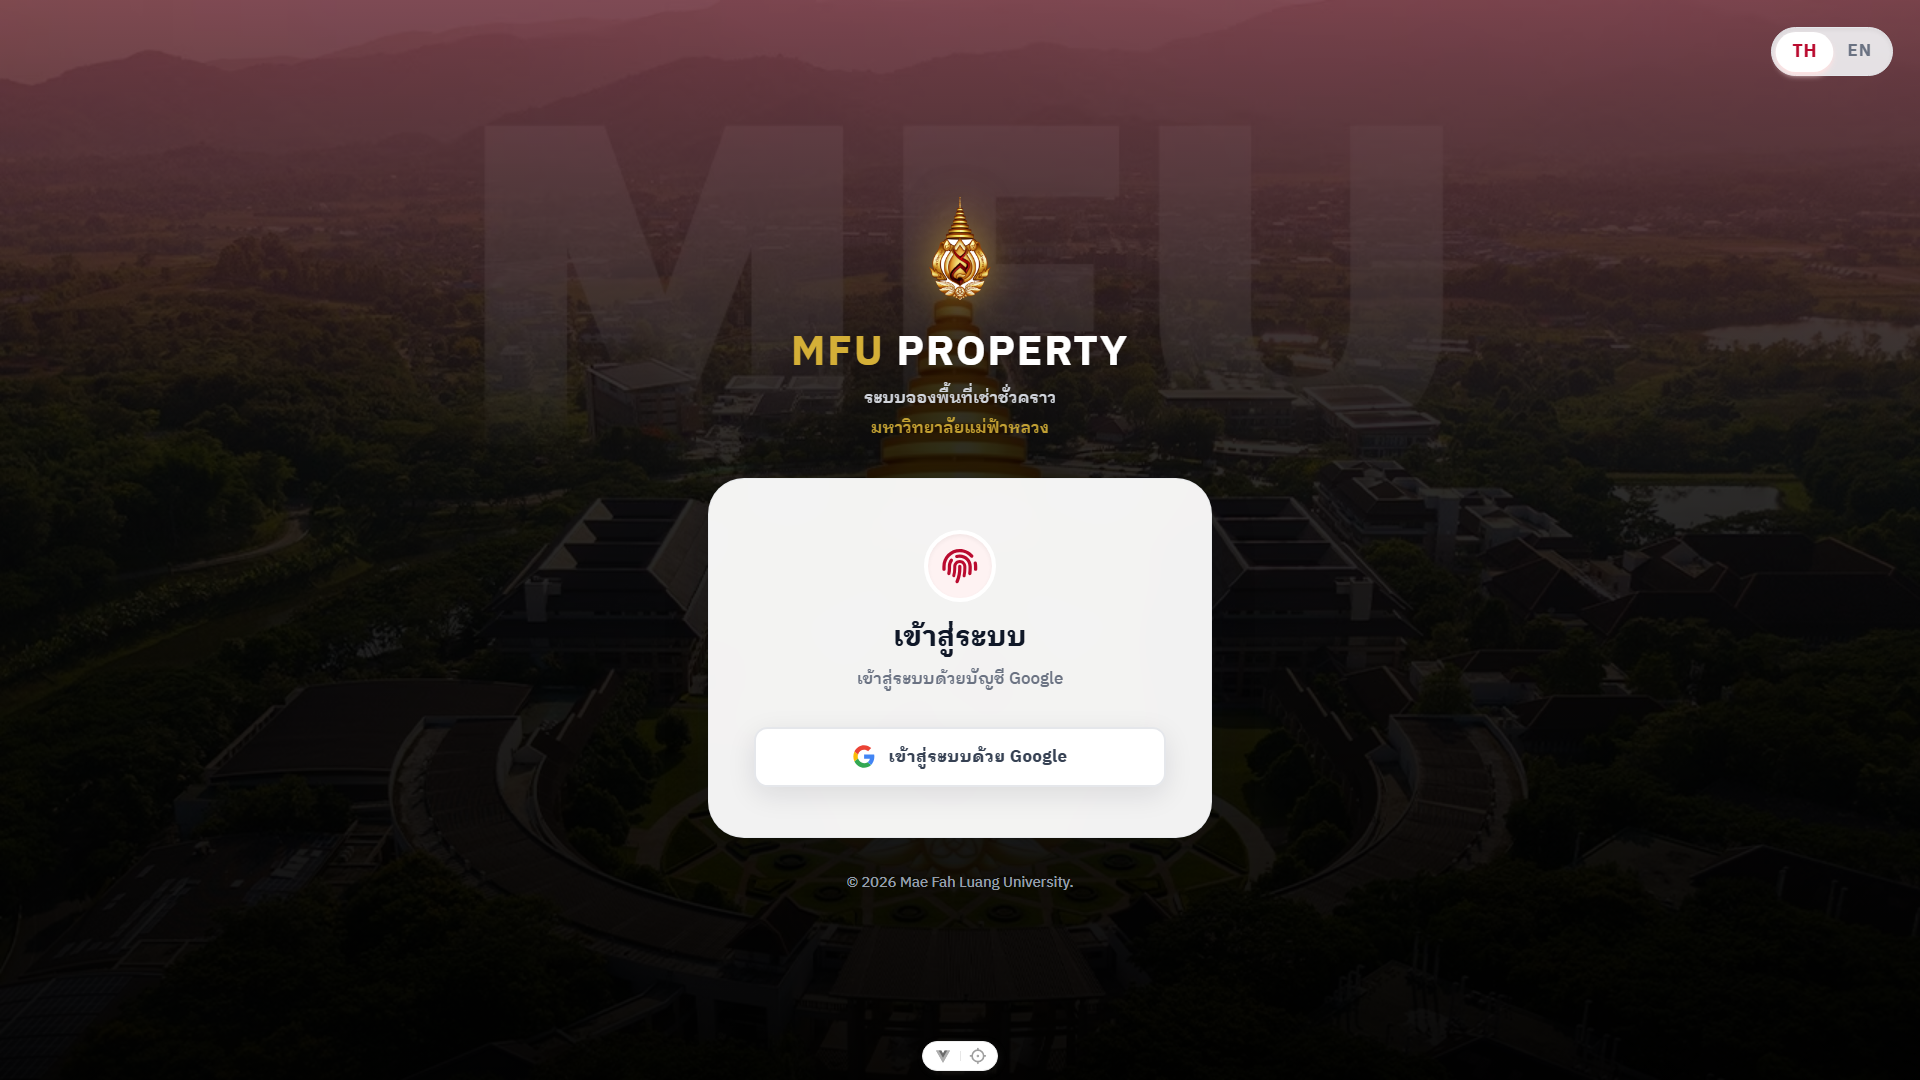 TH EN
MFU
MFU PROPERTY
ระบบจองพื้นที่เช่าชั่วคราว
มหาวิทยาลัยแม่ฟ้าหลวง
เข้าสู่ระบบ
เข้าสู่ระบบด้วยบัญชี Google
เข้าสู่ระบบด้วย Google
© 2026 Mae Fah Luang University.